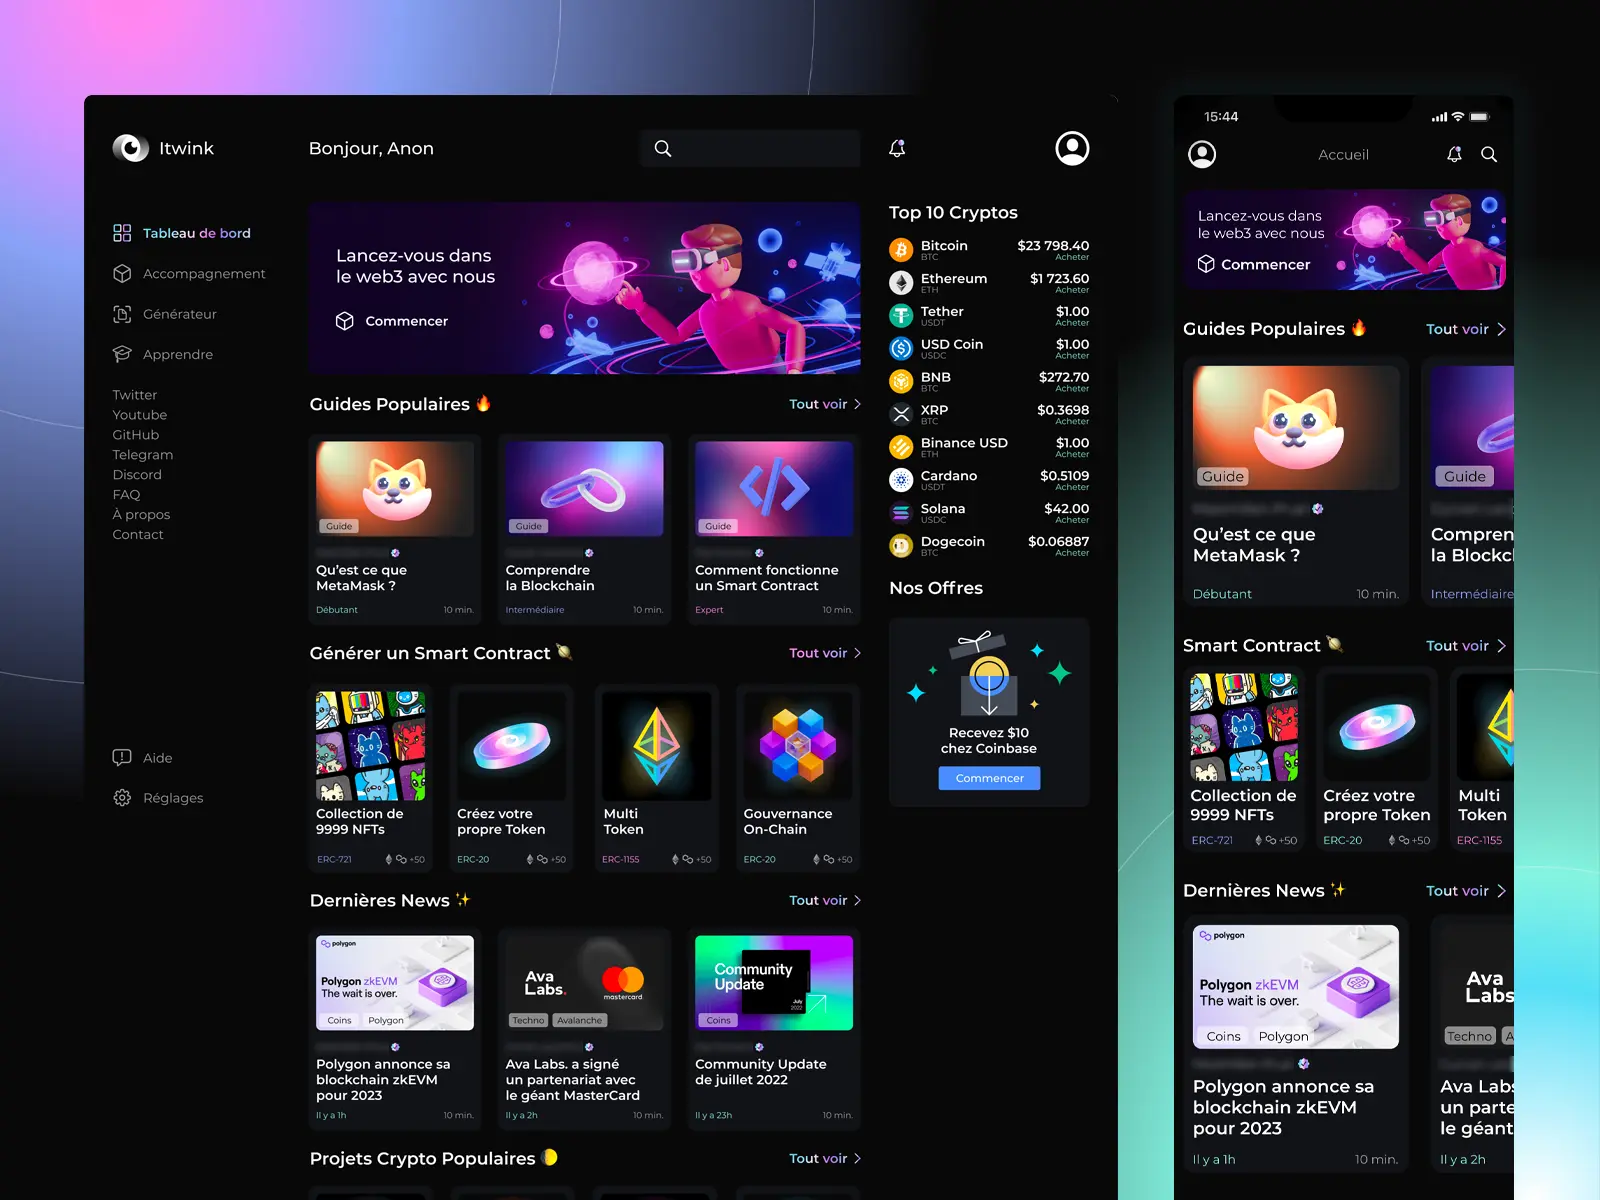 Itwink
Bonjour, Anon
Tableau de bord
Accompagnement
Générateur
Apprendre
Twitter
Youtube
GitHub
Telegram
Discord
FAQ
À propos
Contact
Aide
Réglages
Lancez-vous dans
le web3 avec nous
Commencer
Guides Populaires 🔥
Tout voir
Guide
Qu’est ce que
MetaMask ?
Débutant
10 min.
Guide
Comprendre
la Blockchain
Intermédiaire
10 min.
Guide
Comment fonctionne
un Smart Contract
Expert
10 min.
Générer un Smart Contract 🪐
Tout voir
Collection de
9999 NFTs
ERC-721
+50
Créez votre
propre Token
ERC-20
+50
Multi
Token
ERC-1155
+50
Gouvernance
On-Chain
ERC-20
+50
Dernières News ✨
Tout voir
polygon
Polygon zkEVM
The wait is over.
Coins
Polygon
Polygon annonce sa
blockchain zkEVM
pour 2023
Il y a 1h
10 min.
Ava
Labs.
mastercard
Techno
Avalanche
Ava Labs. a signé
un partenariat avec
le géant MasterCard
Il y a 2h
10 min.
Community
Update
July
2022
Coins
Community Update
de juillet 2022
Il y a 23h
10 min.
Projets Crypto Populaires
Tout voir
Top 10 Cryptos
Bitcoin $23 798.40
BTC Acheter
Ethereum $1 723.60
ETH Acheter
Tether $1.00
USDT Acheter
USD Coin $1.00
USDC Acheter
BNB $272.70
BTC Acheter
XRP $0.3698
BTC Acheter
Binance USD $1.00
ETH Acheter
Cardano $0.5109
USDT Acheter
Solana $42.00
USDC Acheter
Dogecoin $0.06887
BTC Acheter
Nos Offres
Recevez $10
chez Coinbase
Commencer
15:44
Accueil
Lancez-vous dans
le web3 avec nous
Commencer
Guides Populaires 🔥
Tout voir
Guide
Qu’est ce que
MetaMask ?
Débutant
10 min.
Guide
Compren
la Blockc
Intermédiaire
Smart Contract 🪐
Tout voir
Collection de
9999 NFTs
ERC-721
+50
Créez votre
propre Token
ERC-20
+50
Multi
Token
ERC-1155
Dernières News ✨
Tout voir
polygon
Polygon zkEVM
The wait is over.
Coins
Polygon
Polygon annonce sa
blockchain zkEVM
pour 2023
Il y a 1h
10 min.
Ava
Labs
Techno
A
Ava Labs
un parte
le géant
Il y a 2h